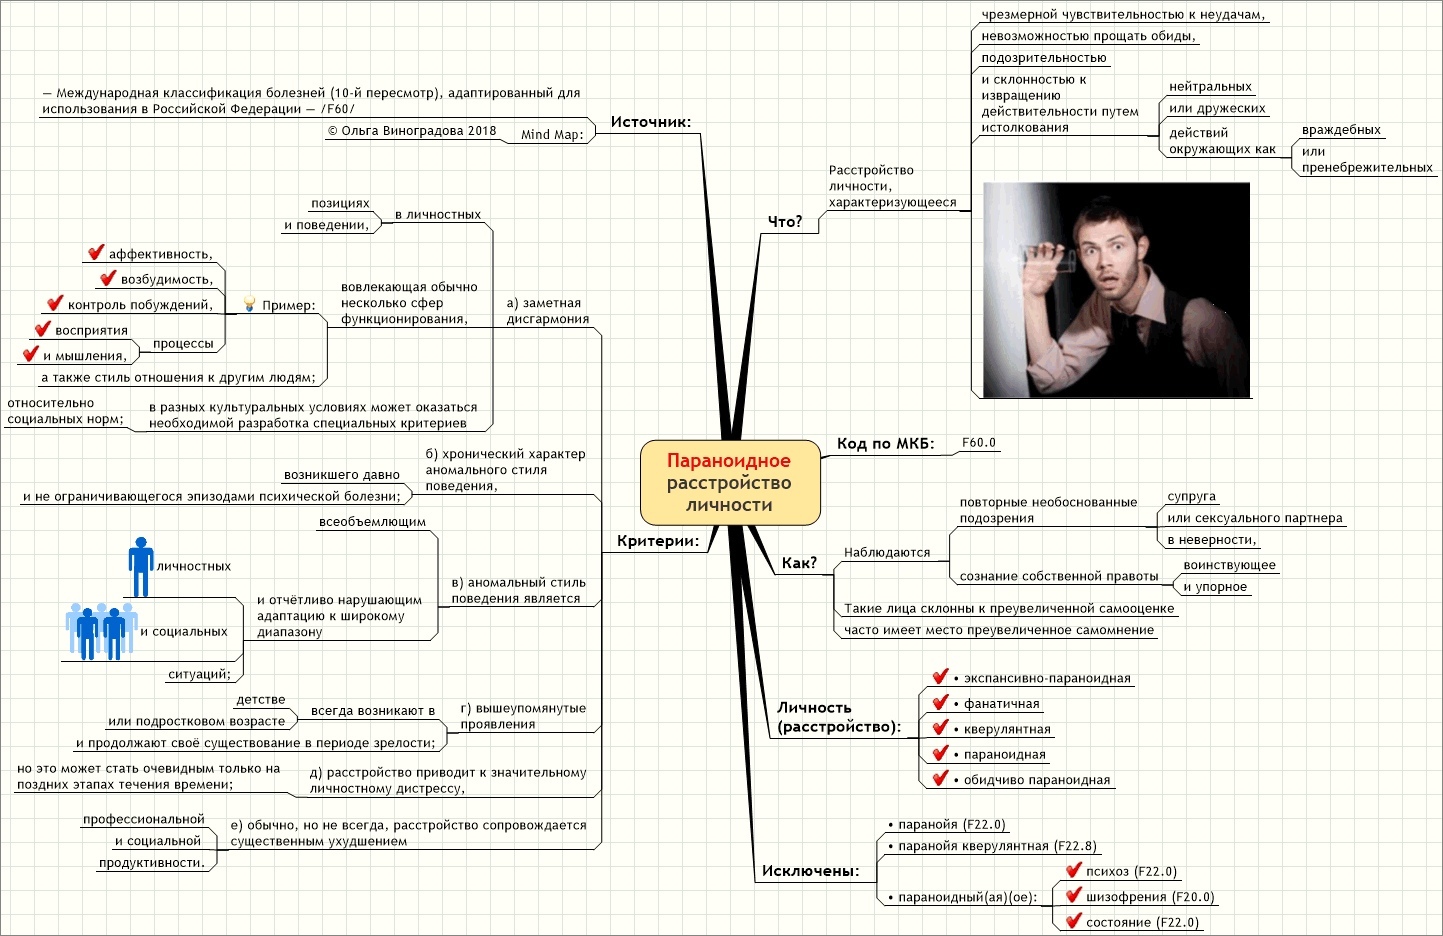 Параноидное
расстройство
личности
Что?
Расстройство
личности,
характеризующееся
чрезмерной чувствительностью к неудачам,
невозможностью прощать обиды,
подозрительностью
и склонностью к
извращению
действительности путем
истолкования
нейтральных
или дружеских
действий
окружающих как
враждебных
или
пренебрежительных
Код по МКБ:
F60.0
Как?
Наблюдаются
повторные необоснованные
подозрения
супруга
или сексуального партнера
в неверности,
сознание собственной правоты
воинствующее
и упорное
Такие лица склонны к преувеличенной самооценке
часто имеет место преувеличенное самомнение
Личность
(расстройство):
• экспансивно-параноидная
• фанатичная
• кверулянтная
• параноидная
• обидчиво параноидная
Исключены:
• паранойя (F22.0)
• паранойя кверулянтная (F22.8)
• параноидный(ая)(ое):
психоз (F22.0)
шизофрения (F20.0)
состояние (F22.0)
Источник:
— Международная классификация болезней (10-й пересмотр), адаптированный для
использования в Российской Федерации — /F60/
Mind Map:
© Ольга Виноградова 2018
Критерии:
а) заметная
дисгармония
в личностных
позициях
и поведении,
вовлекающая обычно
несколько сфер
функционирования,
Пример:
аффективность,
возбудимость,
контроль побуждений,
процессы
восприятия
и мышления,
а также стиль отношения к другим людям;
в разных культуральных условиях может оказаться
необходимой разработка специальных критериев
относительно
социальных норм;
б) хронический характер
аномального стиля
поведения,
возникшего давно
и не ограничивающегося эпизодами психической болезни;
в) аномальный стиль
поведения является
всеобъемлющим
и отчётливо нарушающим
адаптацию к широкому
диапазону
личностных
и социальных
ситуаций;
г) вышеупомянутые
проявления
всегда возникают в
детстве
или подростковом возрасте
и продолжают своё существование в периоде зрелости;
д) расстройство приводит к значительному
личностному дистрессу,
но это может стать очевидным только на
поздних этапах течения времени;
е) обычно, но не всегда, расстройство сопровождается
существенным ухудшением
профессиональной
и социальной
продуктивности.